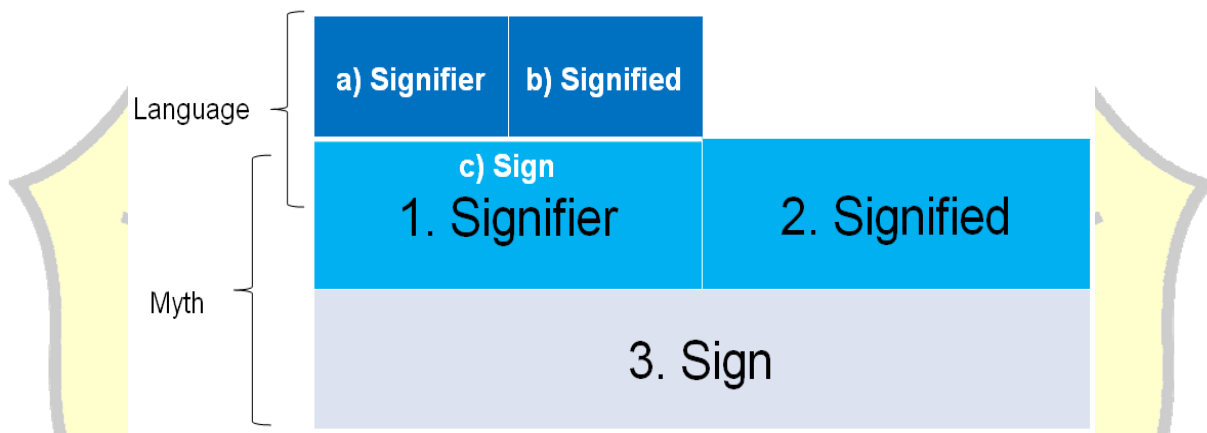 a) Signifier
b) Signified
Language
c) Sign
1. Signifier
2. Signified
Myth
3. Sign